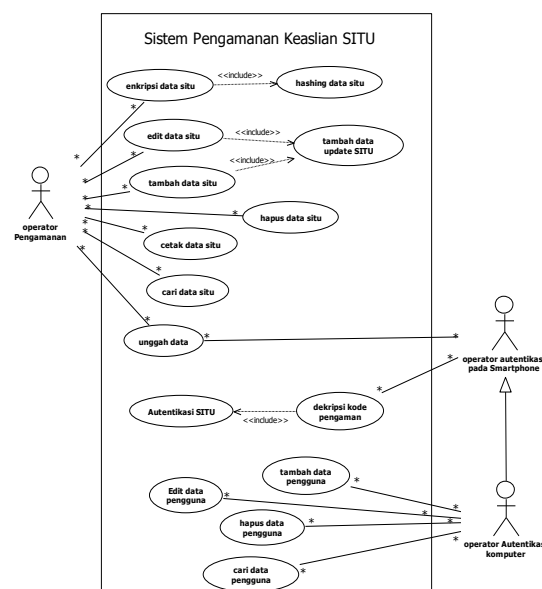 Sistem Pengamanan Keaslian SITU
enkripsi data situ
<<include>>
hashing data situ
edit data situ
<<include>>
tambah data
update SITU
<<include>>
tambah data situ
operator
Pengamanan
hapus data situ
cetak data situ
cari data situ
unggah data
operator autentikasi
pada Smartphone
Autentikasi SITU
<<include>>
dekripsi kode
pengaman
tambah data
pengguna
Edit data
pengguna
hapus data
pengguna
operator Autentikas
komputer
cari data
pengguna